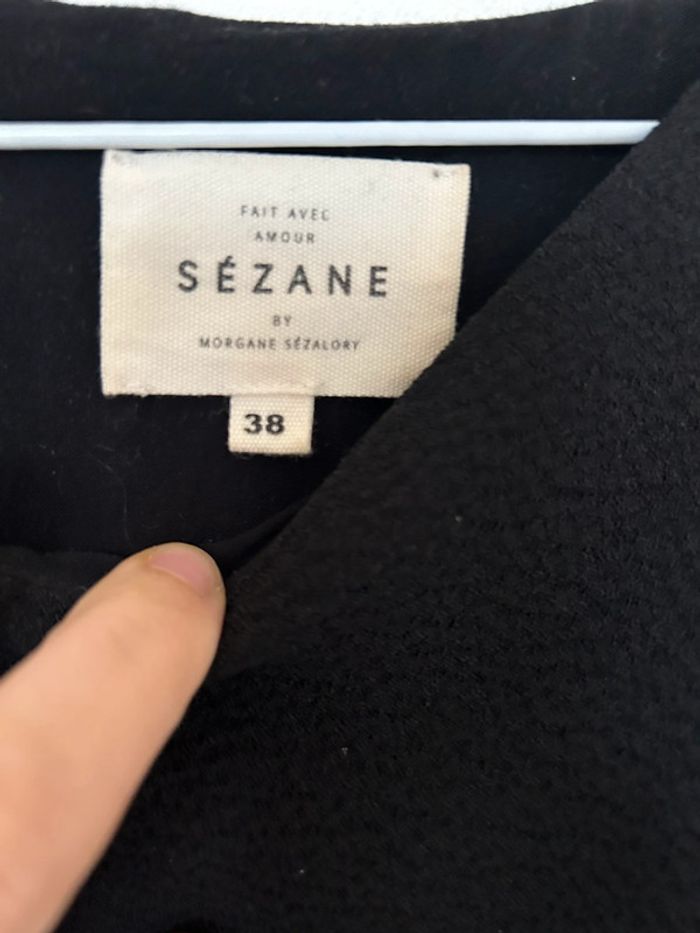 FAIT AVEC
AMOUR
SÉZANE
BY
MORGANE SÉZALORY
38